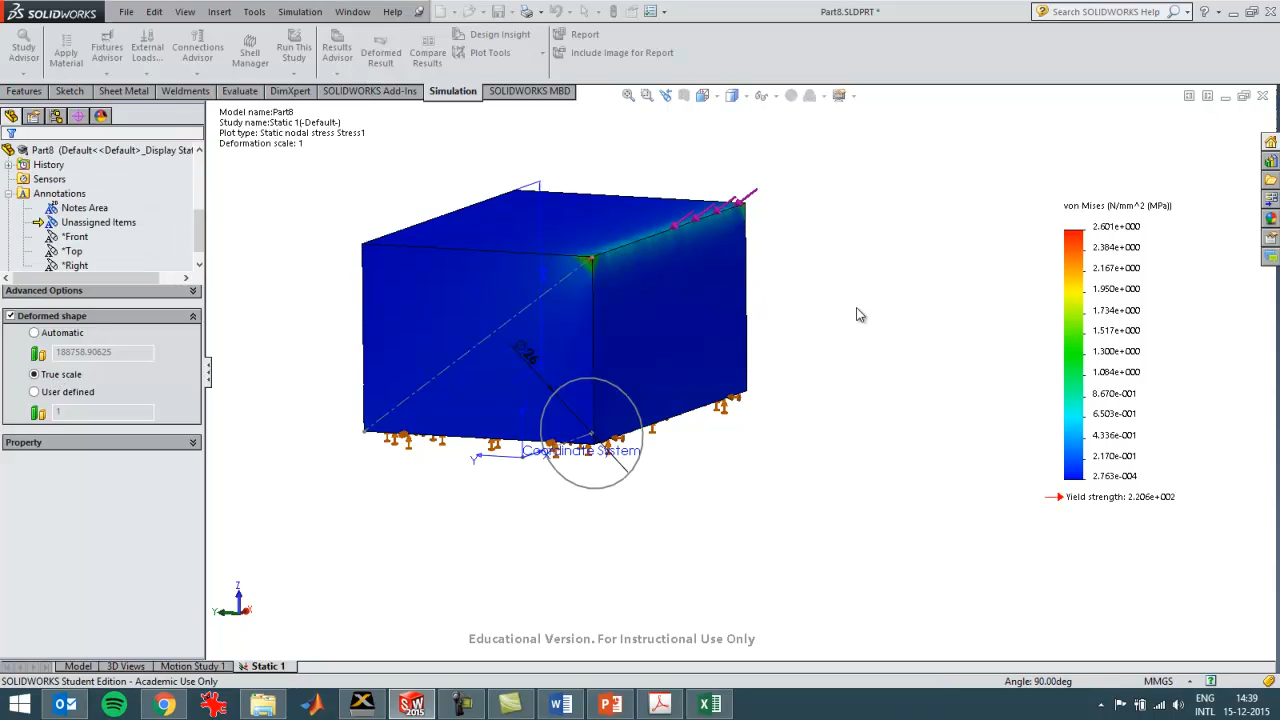 SOLIDWORKS File Edit View Insert Tools Simulation Window Help Part8.SLDPRT * Search SOLIDWORKS Help
Study Advisor
Apply Material
Fixtures Advisor
External Loads...
Connections Advisor
Shell Manager
Run This Study
Results Advisor
Deformed Result
Compare Results
Design Insight
Plot Tools
Report
Include Image for Report
Features Sketch Sheet Metal Weldments Evaluate DimXpert SOLIDWORKS Add-Ins Simulation SOLIDWORKS MBD
Part8 (Default<<Default>_Display Stat
History
Sensors
Annotations
Notes Area
Unassigned Items
*Front
*Top
*Right
Advanced Options
Deformed shape
Automatic
188758.90625
True scale
User defined
1
Property
Model name:Part8
Study name:Static 1(-Default-)
Plot type: Static nodal stress Stress1
Deformation scale: 1
Ø26
Coordinate System
Y
von Mises (N/mm^2 (MPa))
2.601e+000
2.384e+000
2.167e+000
1.950e+000
1.734e+000
1.517e+000
1.300e+000
1.084e+000
8.670e-001
6.503e-001
4.336e-001
2.170e-001
2.763e-004
Yield strength: 2.206e+002
Z
Y X
Educational Version. For Instructional Use Only
Model 3D Views Motion Study 1 Static 1
SOLIDWORKS Student Edition - Academic Use Only Angle: 90.00deg MMGS
ENG 14:39
INTL 15-12-2015